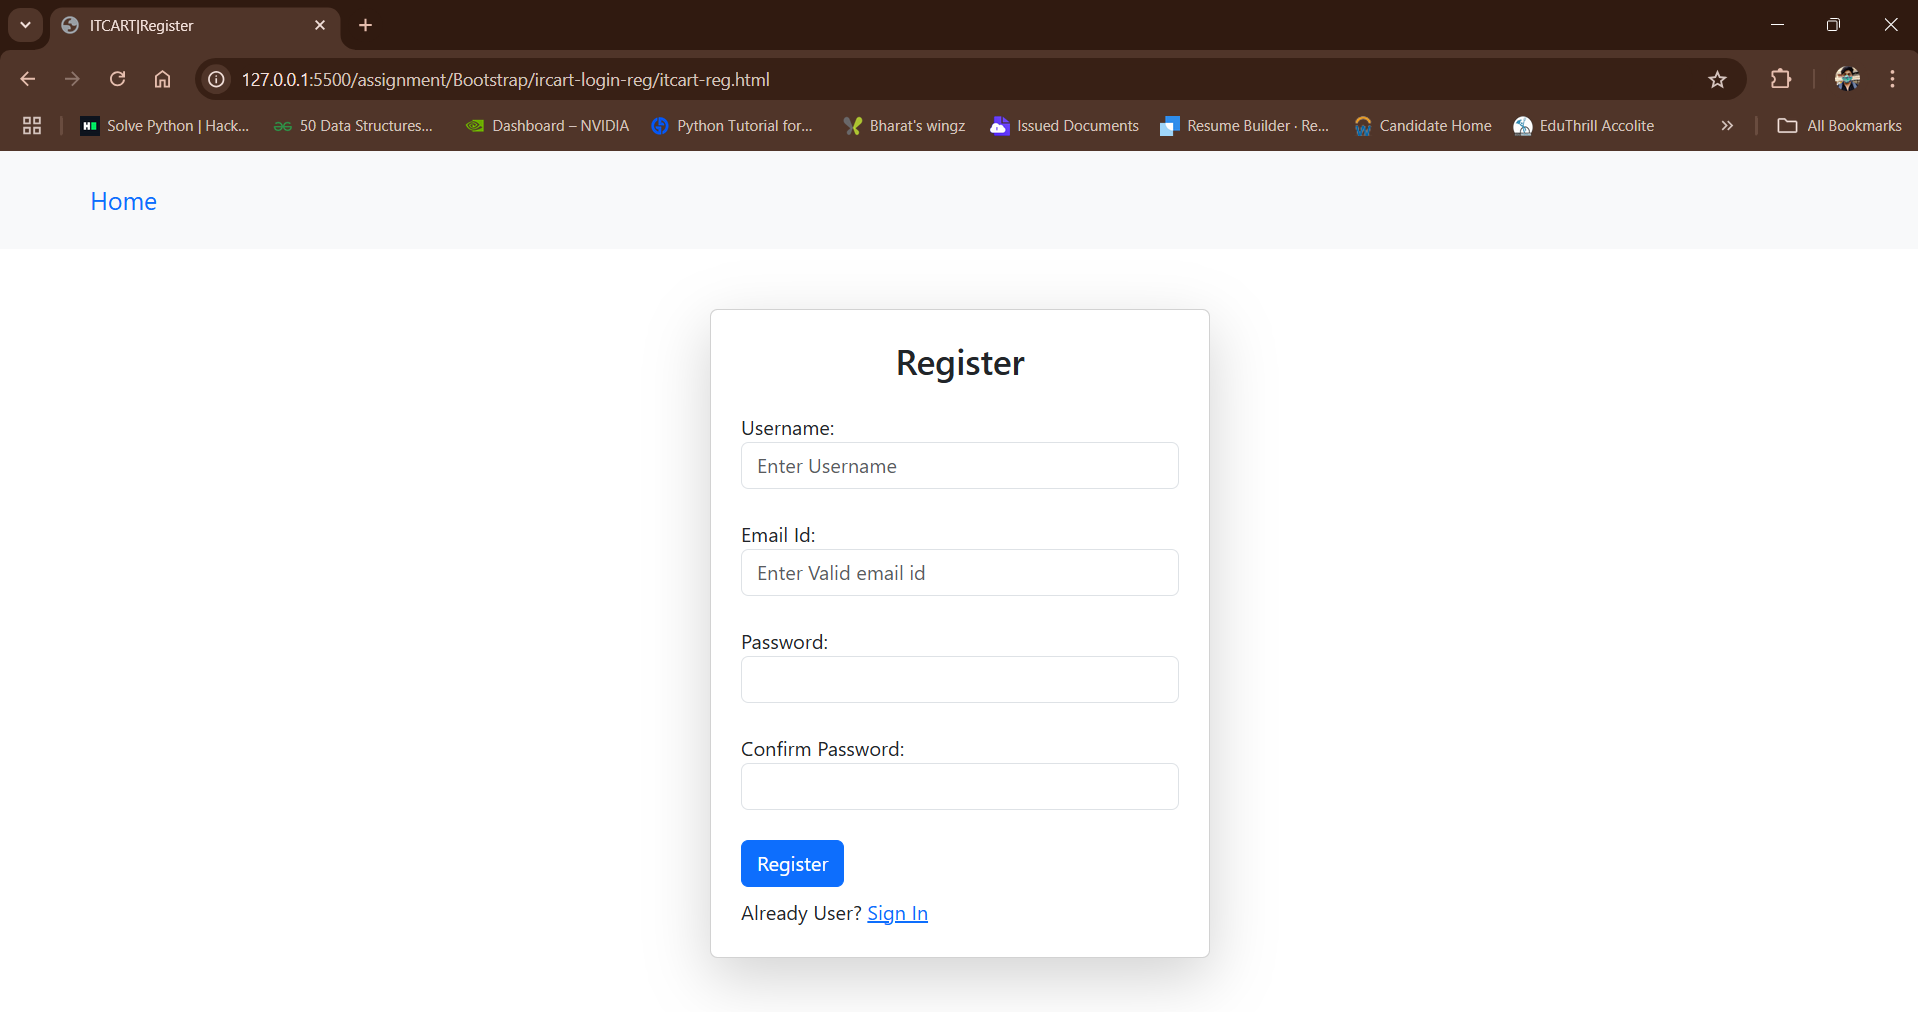 ITCART|Register
127.0.0.1:5500/assignment/Bootstrap/ircart-login-reg/itcart-reg.html
Solve Python | Hack... 50 Data Structures... Dashboard – NVIDIA Python Tutorial for... Bharat's wingz Issued Documents Resume Builder · Re... Candidate Home EduThrill Accolite All Bookmarks
Home
Register
Username:
Enter Username
Email Id:
Enter Valid email id
Password:
Confirm Password:
Register
Already User? Sign In